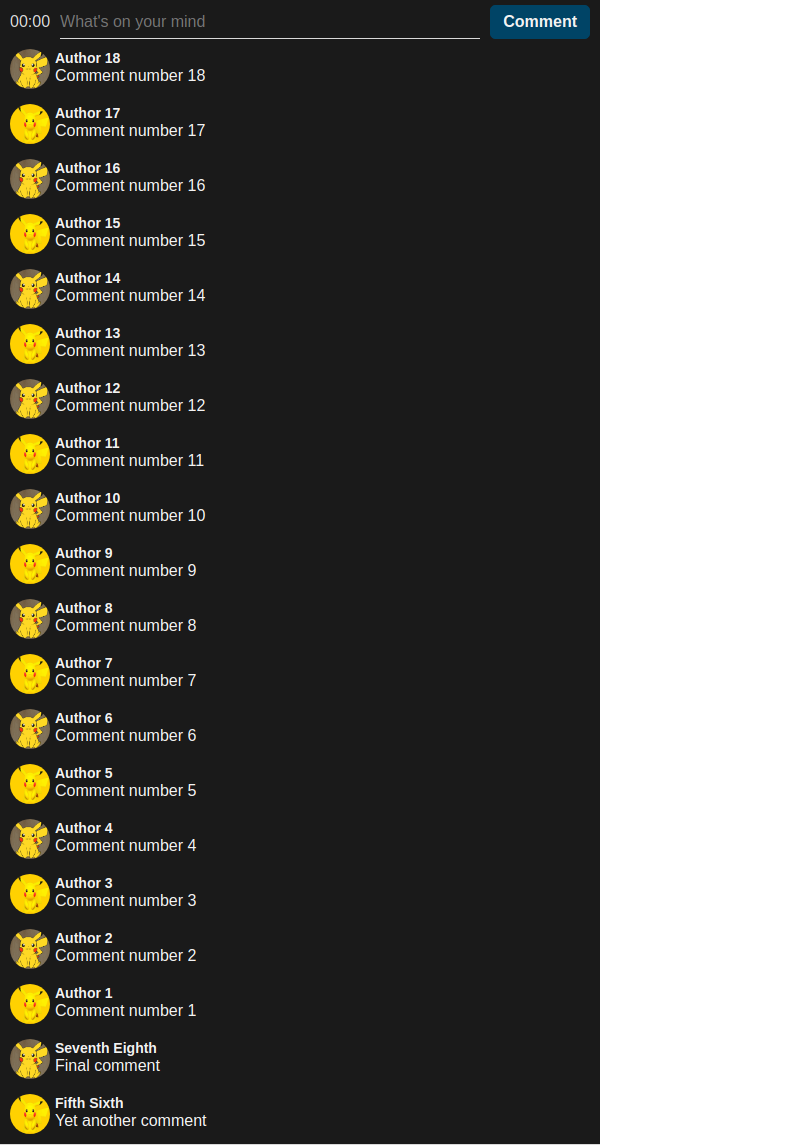 00:00 What's on your mind Comment
Author 18
Comment number 18
Author 17
Comment number 17
Author 16
Comment number 16
Author 15
Comment number 15
Author 14
Comment number 14
Author 13
Comment number 13
Author 12
Comment number 12
Author 11
Comment number 11
Author 10
Comment number 10
Author 9
Comment number 9
Author 8
Comment number 8
Author 7
Comment number 7
Author 6
Comment number 6
Author 5
Comment number 5
Author 4
Comment number 4
Author 3
Comment number 3
Author 2
Comment number 2
Author 1
Comment number 1
Seventh Eighth
Final comment
Fifth Sixth
Yet another comment